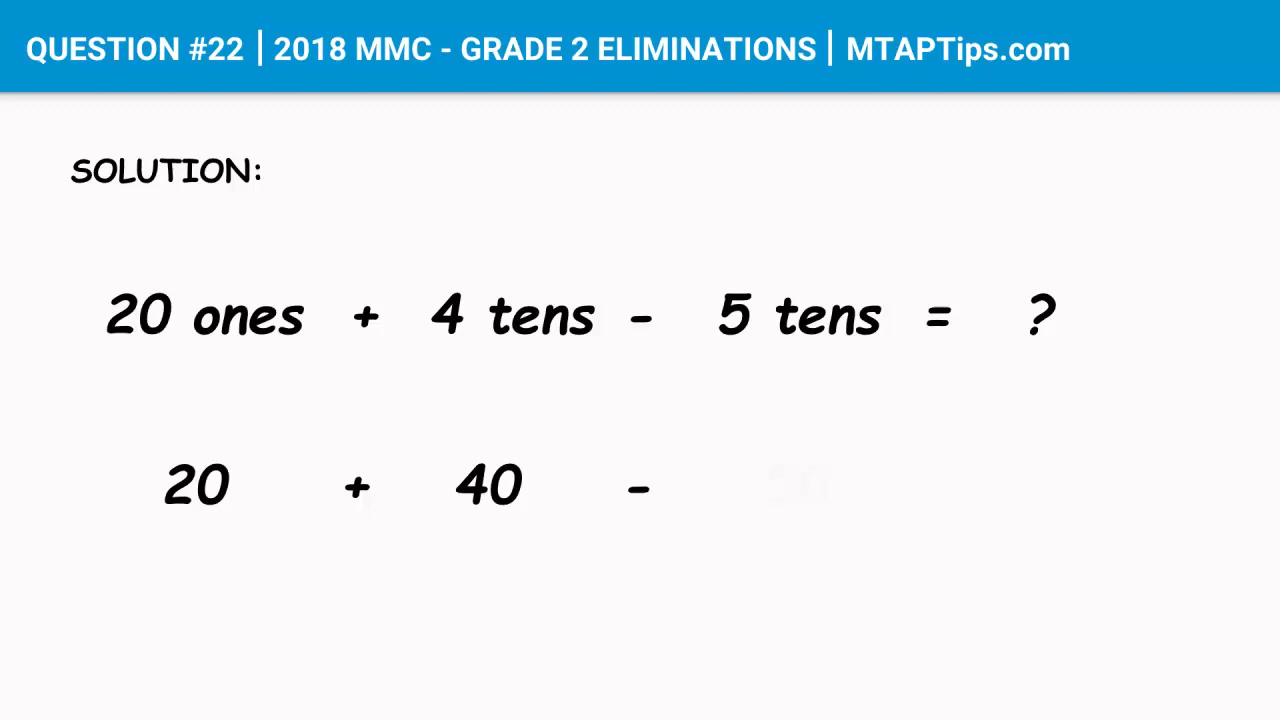 QUESTION #22 | 2018 MMC - GRADE 2 ELIMINATIONS | MTAPTips.com
SOLUTION:
20 ones + 4 tens - 5 tens = ?
20 + 40 -